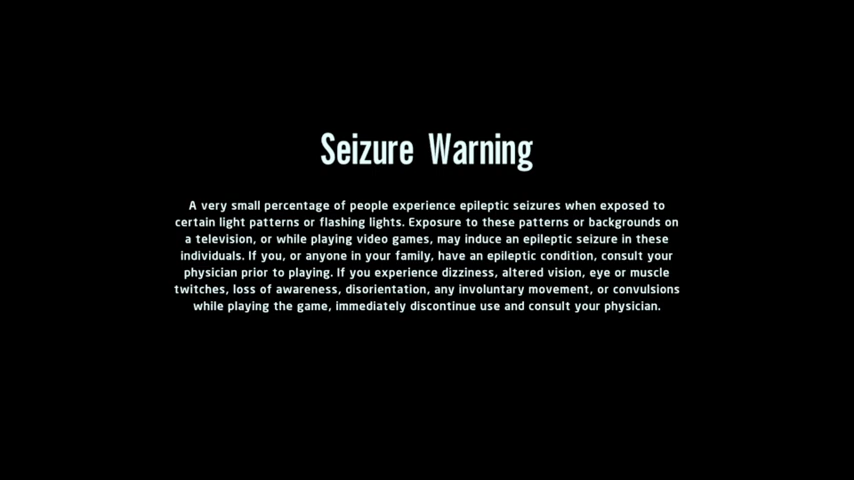 Seizure Warning
A very small percentage of people experience epileptic seizures when exposed to
certain light patterns or flashing lights. Exposure to these patterns or backgrounds on
a television, or while playing video games, may induce an epileptic seizure in these
individuals. If you, or anyone in your family, have an epileptic condition, consult your
physician prior to playing. If you experience dizziness, altered vision, eye or muscle
twitches, loss of awareness, disorientation, any involuntary movement, or convulsions
while playing the game, immediately discontinue use and consult your physician.